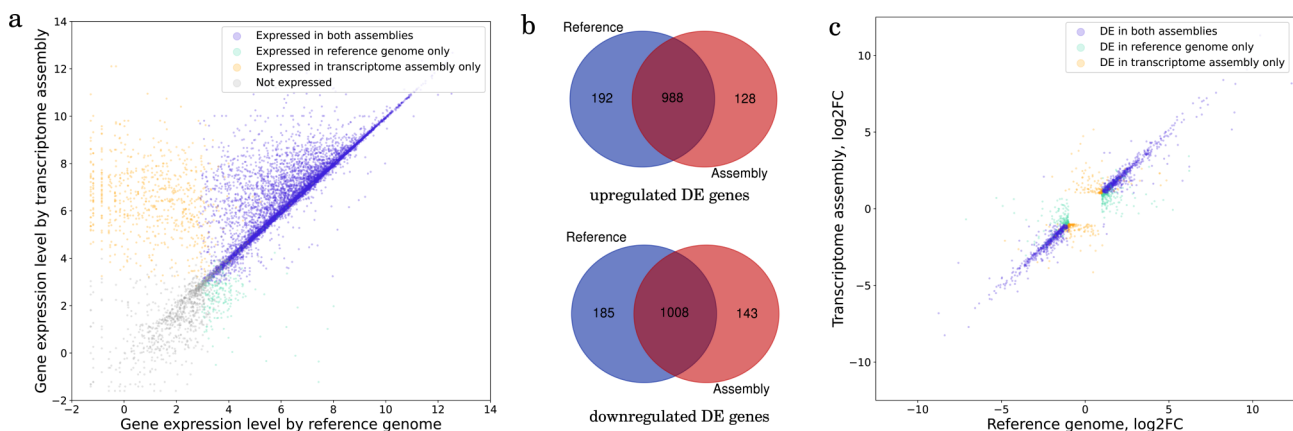 a
Gene expression level by transcriptome assembly
14
12
10
8
6
4
2
0
−2
−2 0 2 4 6 8 10 12 14
Gene expression level by reference genome
Expressed in both assemblies
Expressed in reference genome only
Expressed in transcriptome assembly only
Not expressed
b
Reference
192 988 128
Assembly
upregulated DE genes
Reference
185 1008 143
Assembly
downregulated DE genes
c
Transcriptome assembly, log2FC
10
5
0
−5
−10
−10 −5 0 5 10
Reference genome, log2FC
DE in both assemblies
DE in reference genome only
DE in transcriptome assembly only